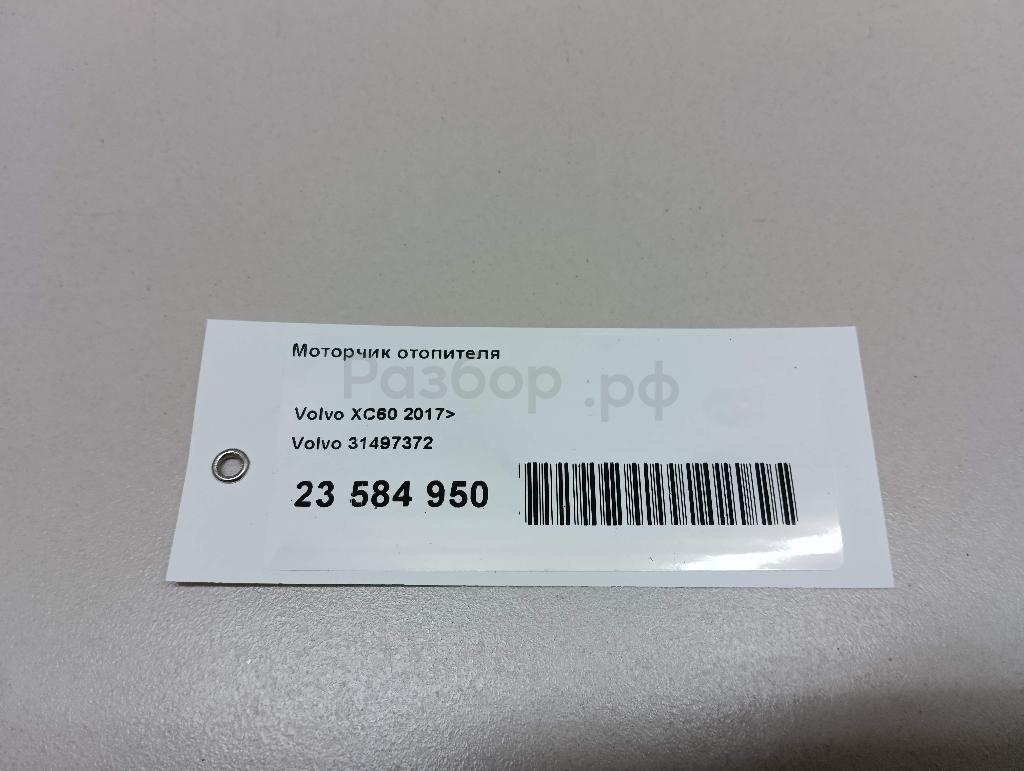 Моторчик отопителя
Разбор.рф
Volvo XC60 2017>
Volvo 31497372
23 584 950